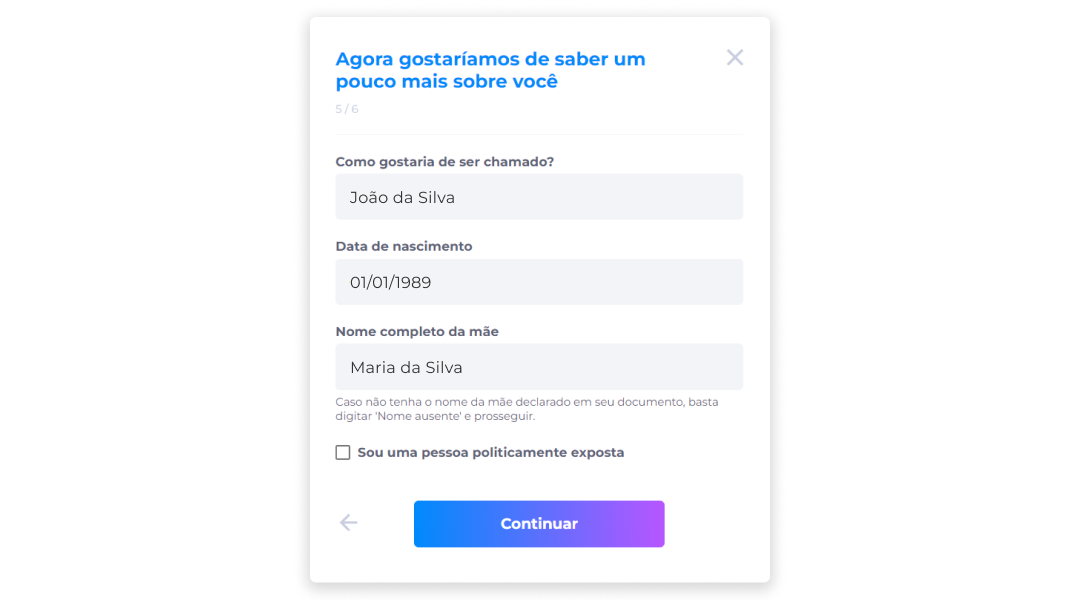 Agora gostaríamos de saber um
pouco mais sobre você
5 / 6
Como gostaria de ser chamado?
João da Silva
Data de nascimento
01/01/1989
Nome completo da mãe
Maria da Silva
Caso não tenha o nome da mãe declarado em seu documento, basta
digitar 'Nome ausente' e prosseguir.
Sou uma pessoa politicamente exposta
Continuar